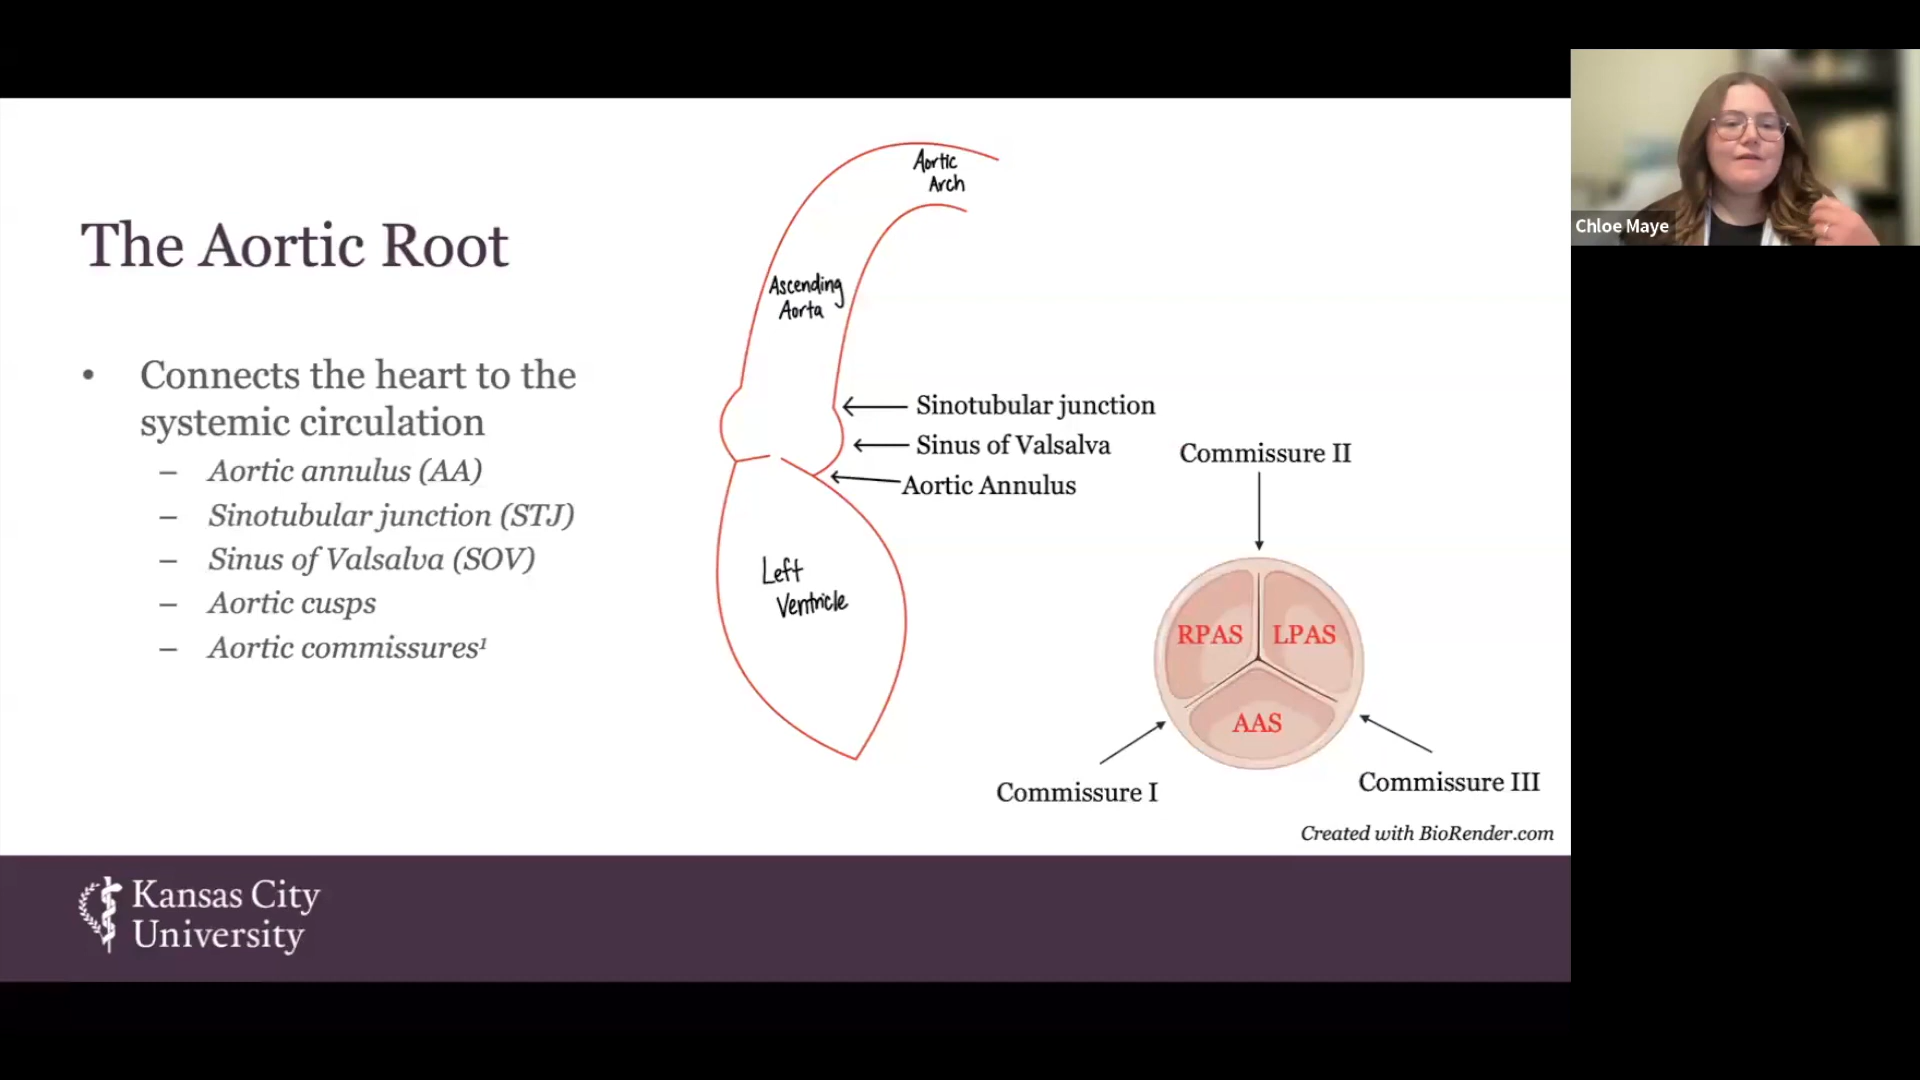 The Aortic Root
• Connects the heart to the
systemic circulation
– Aortic annulus (AA)
– Sinotubular junction (STJ)
– Sinus of Valsalva (SOV)
– Aortic cusps
– Aortic commissures¹
Aortic
Arch
Ascending
Aorta
Sinotubular junction
Sinus of Valsalva
Aortic Annulus
Left
Ventricle
Commissure II
RPAS LPAS
AAS
Commissure I
Commissure III
Created with BioRender.com
Kansas City
University
Chloe Maye